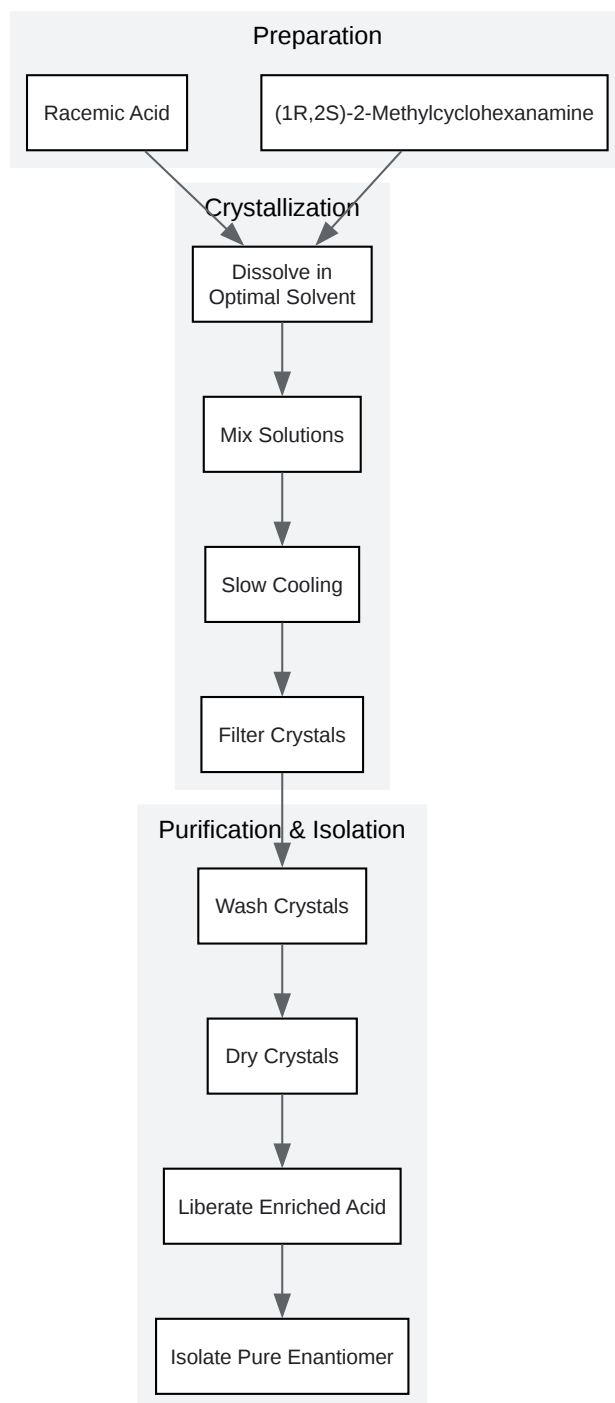 Preparation
Racemic Acid
(1R,2S)-2-Methylcyclohexanamine
Crystallization
Dissolve in
Optimal Solvent
Mix Solutions
Slow Cooling
Filter Crystals
Purification & Isolation
Wash Crystals
Dry Crystals
Liberate Enriched Acid
Isolate Pure Enantiomer